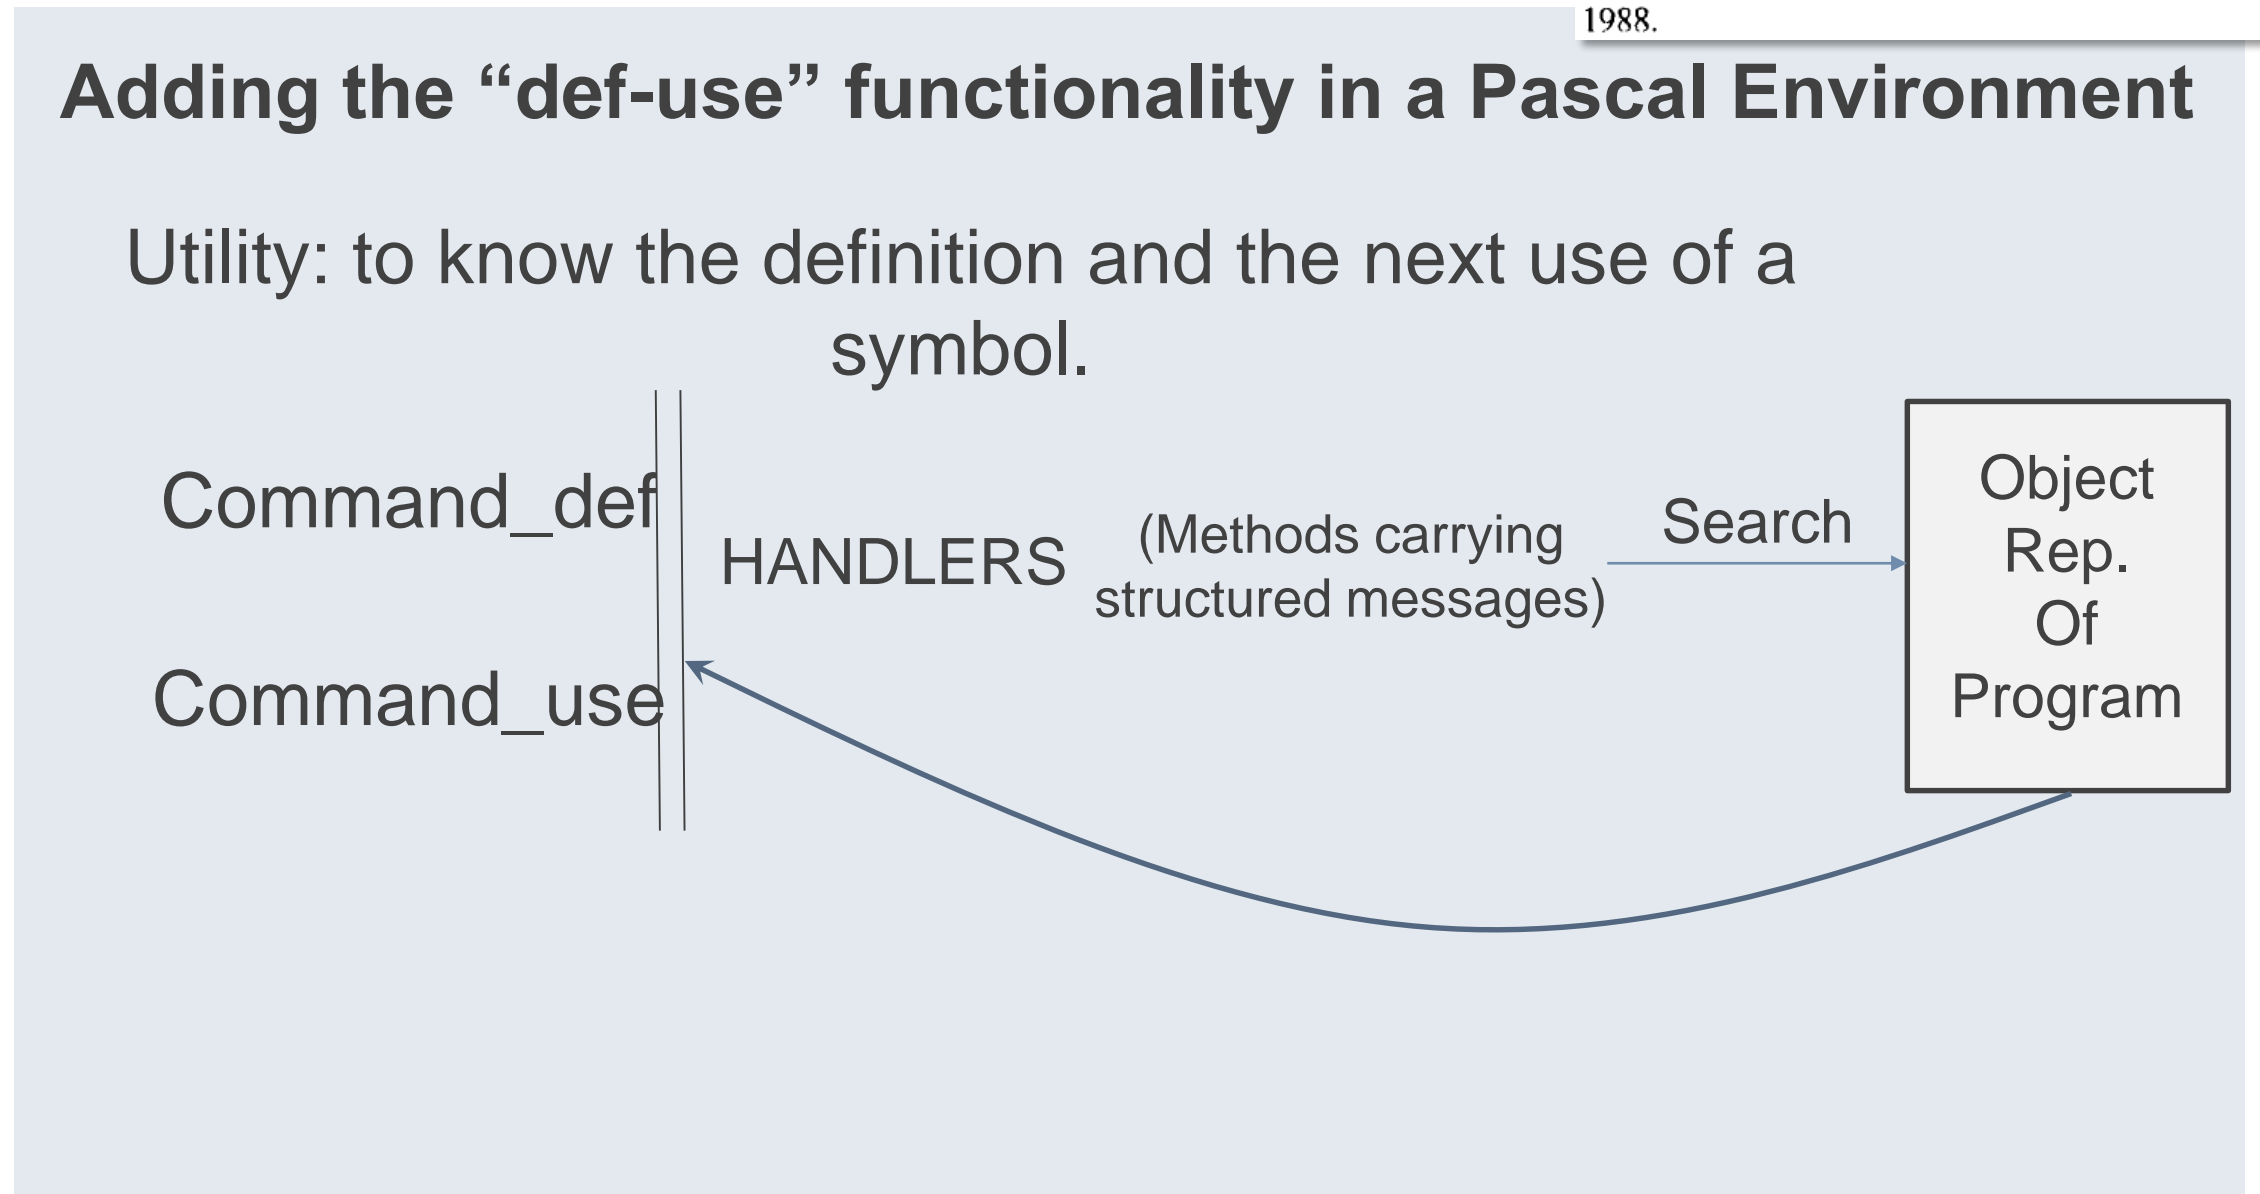 1988.
Adding the “def-use” functionality in a Pascal Environment
Utility: to know the definition and the next use of a
symbol.
Command_def
Command_use
HANDLERS
(Methods carrying
structured messages)
Search
Object
Rep.
Of
Program